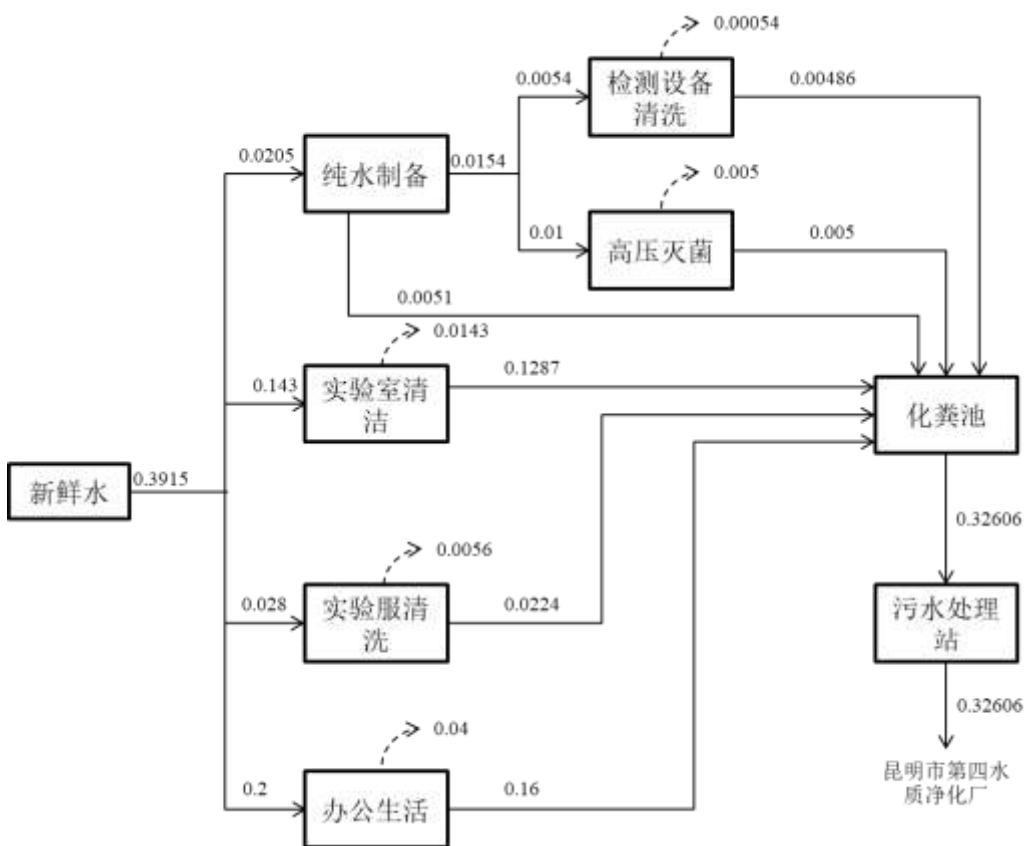 0.00054
0.0054
检测设备
清洗
0.00486
0.0205
纯水制备
0.0154
0.005
0.01
高压灭菌
0.005
0.0051
0.0143
0.143
实验室清
洁
0.1287
化粪池
新鲜水
0.3915
0.32606
0.0056
0.028
实验服清
洗
0.0224
污水处理
站
0.32606
0.04
0.2
办公生活
0.16
昆明市第四水
质净化厂